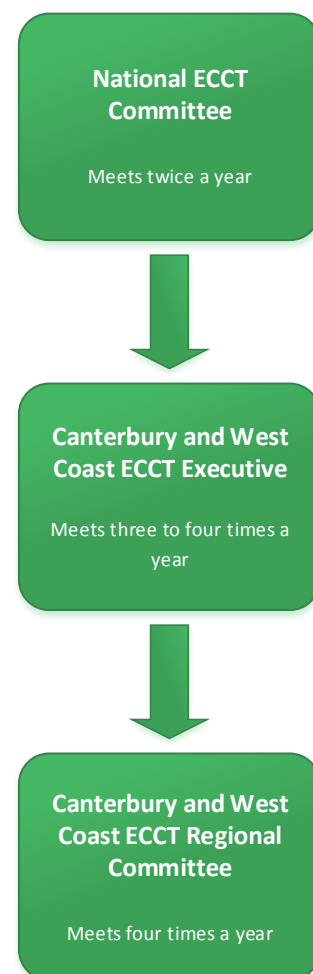 National ECCT
Committee
Meets twice a year
Canterbury and West
Coast ECCT Executive
Meets three to four times a
year
Canterbury and West
Coast ECCT Regional
Committee
Meets four times a year